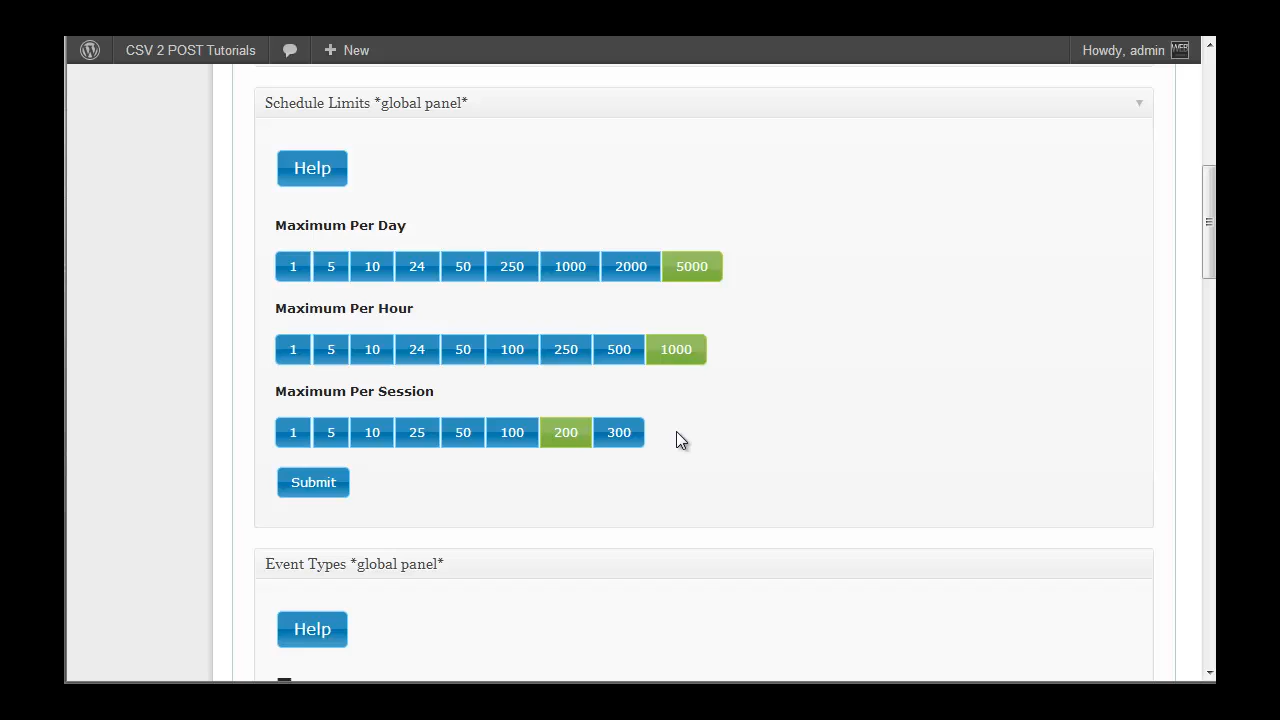 CSV 2 POST Tutorials + New Howdy, admin WEB
Schedule Limits *global panel*
Help
Maximum Per Day
1 5 10 24 50 250 1000 2000 5000
Maximum Per Hour
1 5 10 24 50 100 250 500 1000
Maximum Per Session
1 5 10 25 50 100 200 300
Submit
Event Types *global panel*
Help